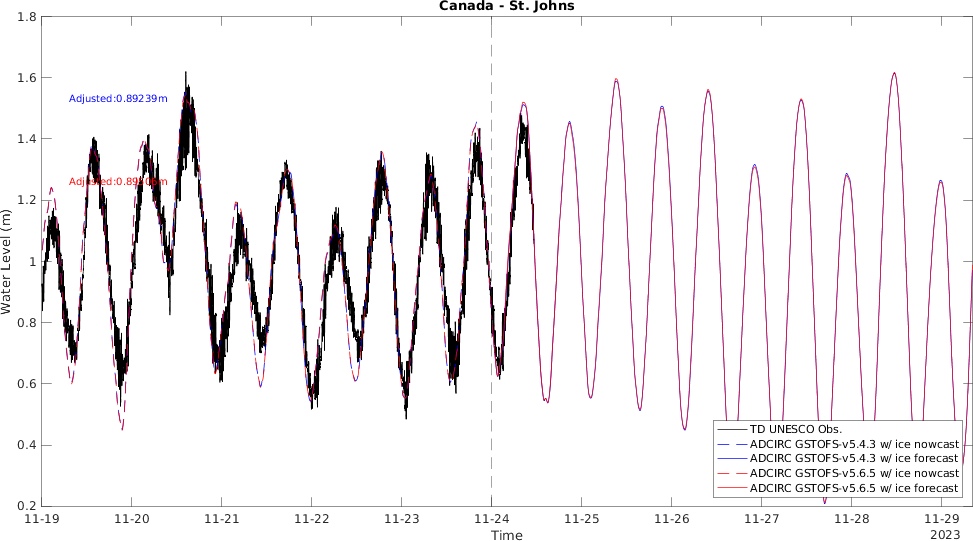 Canada - St. Johns
Water Level (m)
1.8
1.6
1.4
1.2
1
0.8
0.6
0.4
0.2
Adjusted:0.89239m
TD UNESCO Obs.
ADCIRC GSTOFS-v5.4.3 w/ ice nowcast
ADCIRC GSTOFS-v5.4.3 w/ ice forecast
ADCIRC GSTOFS-v5.6.5 w/ ice nowcast
ADCIRC GSTOFS-v5.6.5 w/ ice forecast
11-19 11-20 11-21 11-22 11-23 11-24 11-25 11-26 11-27 11-28 11-29
Time
2023